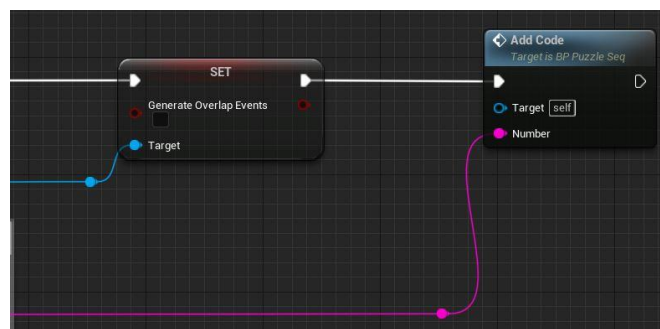 SET
Generate Overlap Events
Target
Add Code
Target is BP Puzzle Seq
Target self
Number